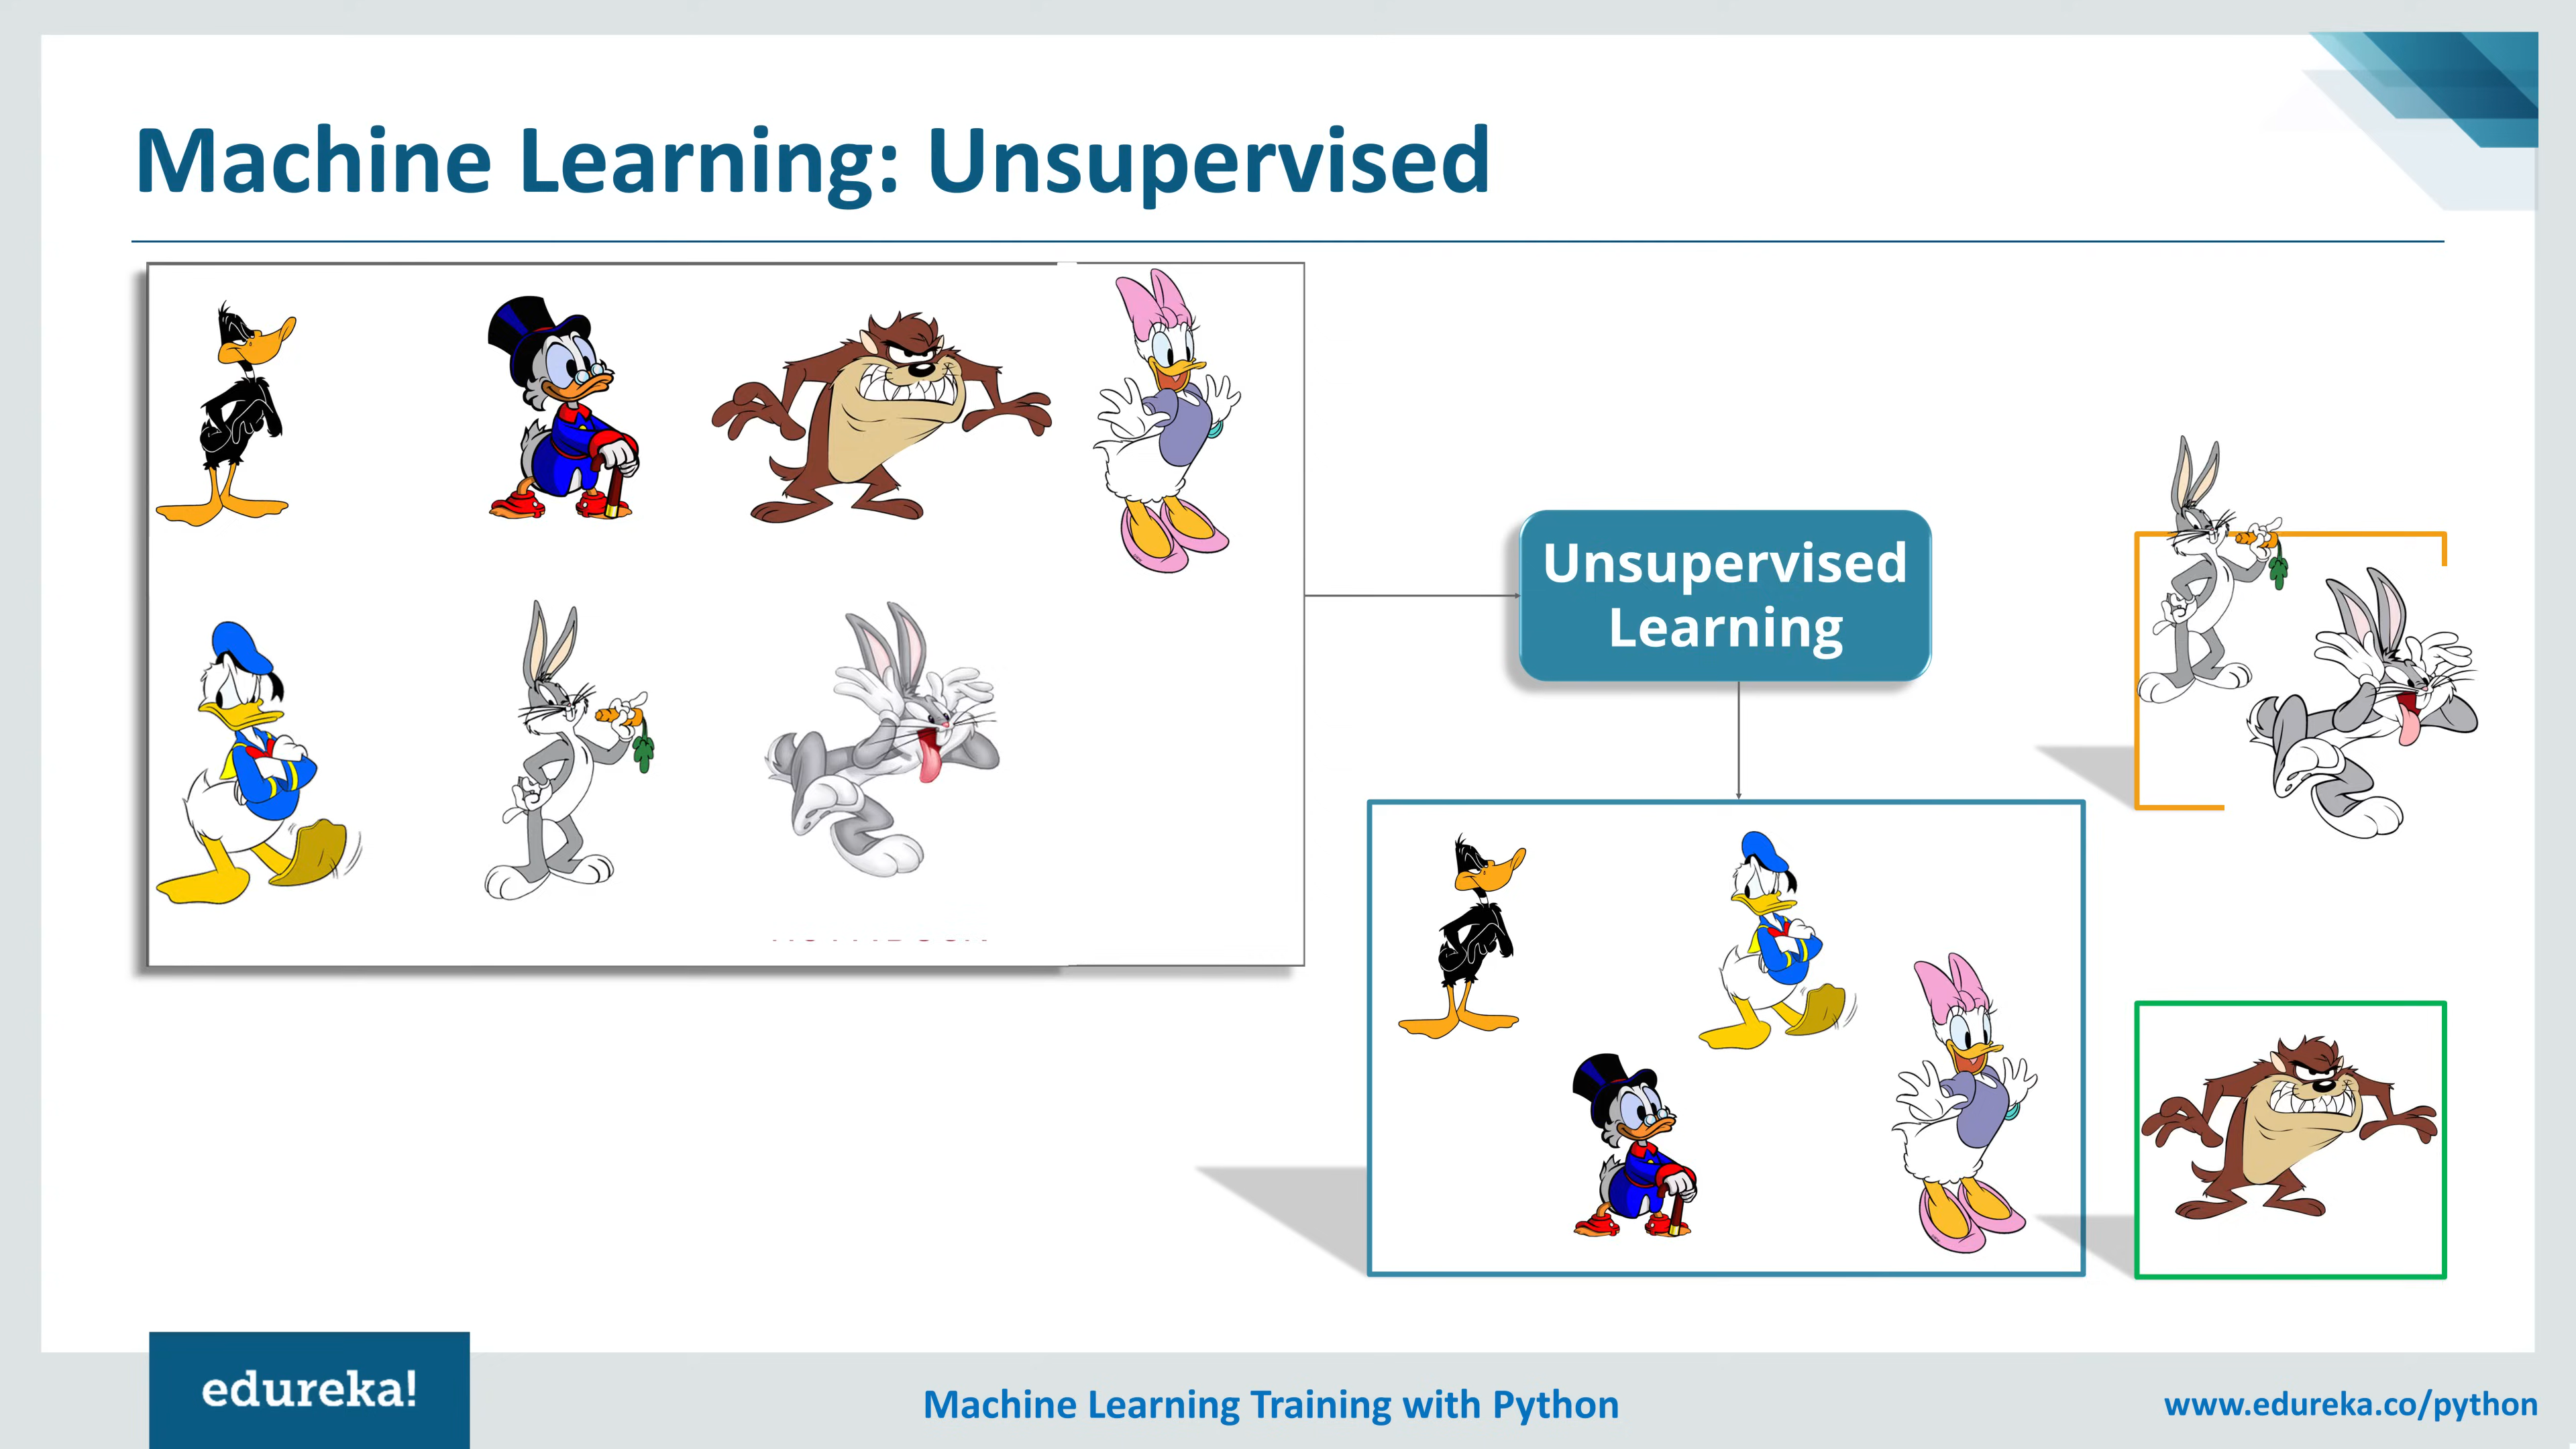 Machine Learning: Unsupervised
Unsupervised
Learning
edureka!
Machine Learning Training with Python
www.edureka.co/python